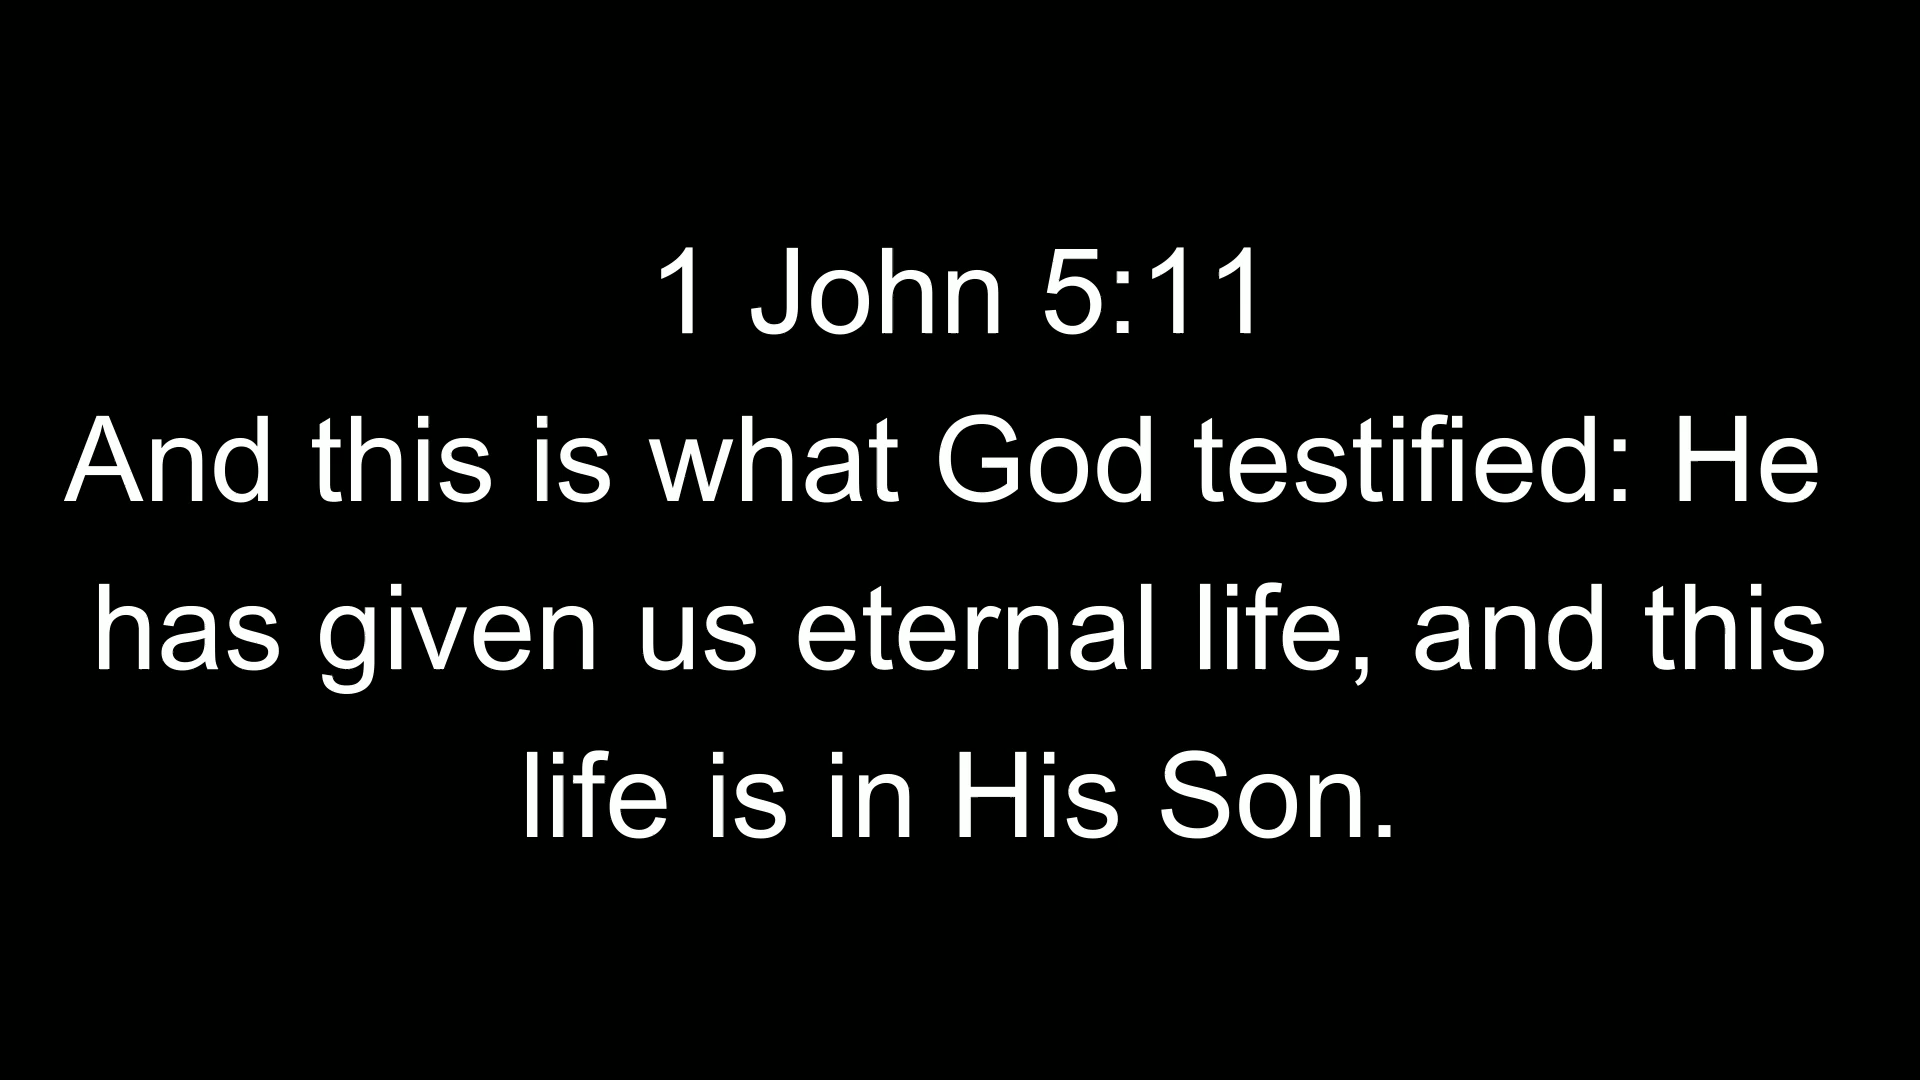 1 John 5:11
And this is what God testified: He
has given us eternal life, and this
life is in His Son.